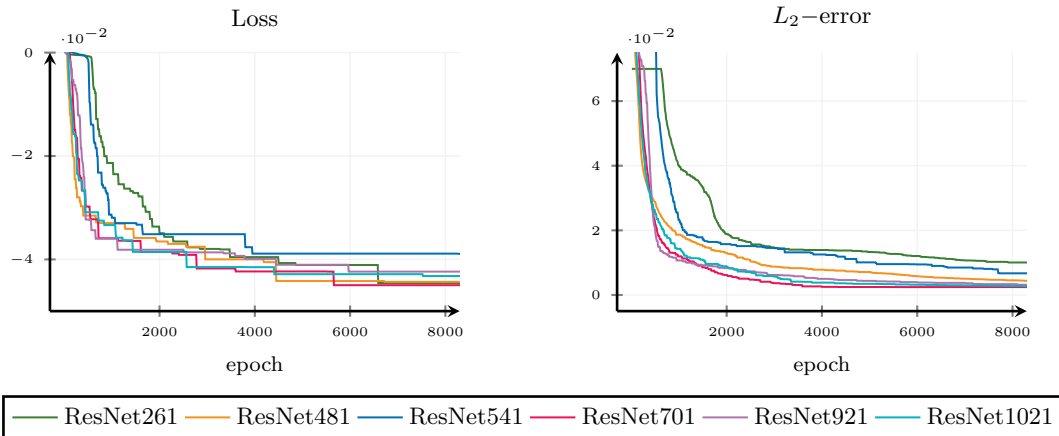 Loss
·10⁻²
0
−2
−4
2000 4000 6000 8000
epoch
L₂−error
·10⁻²
6
4
2
0
2000 4000 6000 8000
epoch
ResNet261 ResNet481 ResNet541 ResNet701 ResNet921 ResNet1021